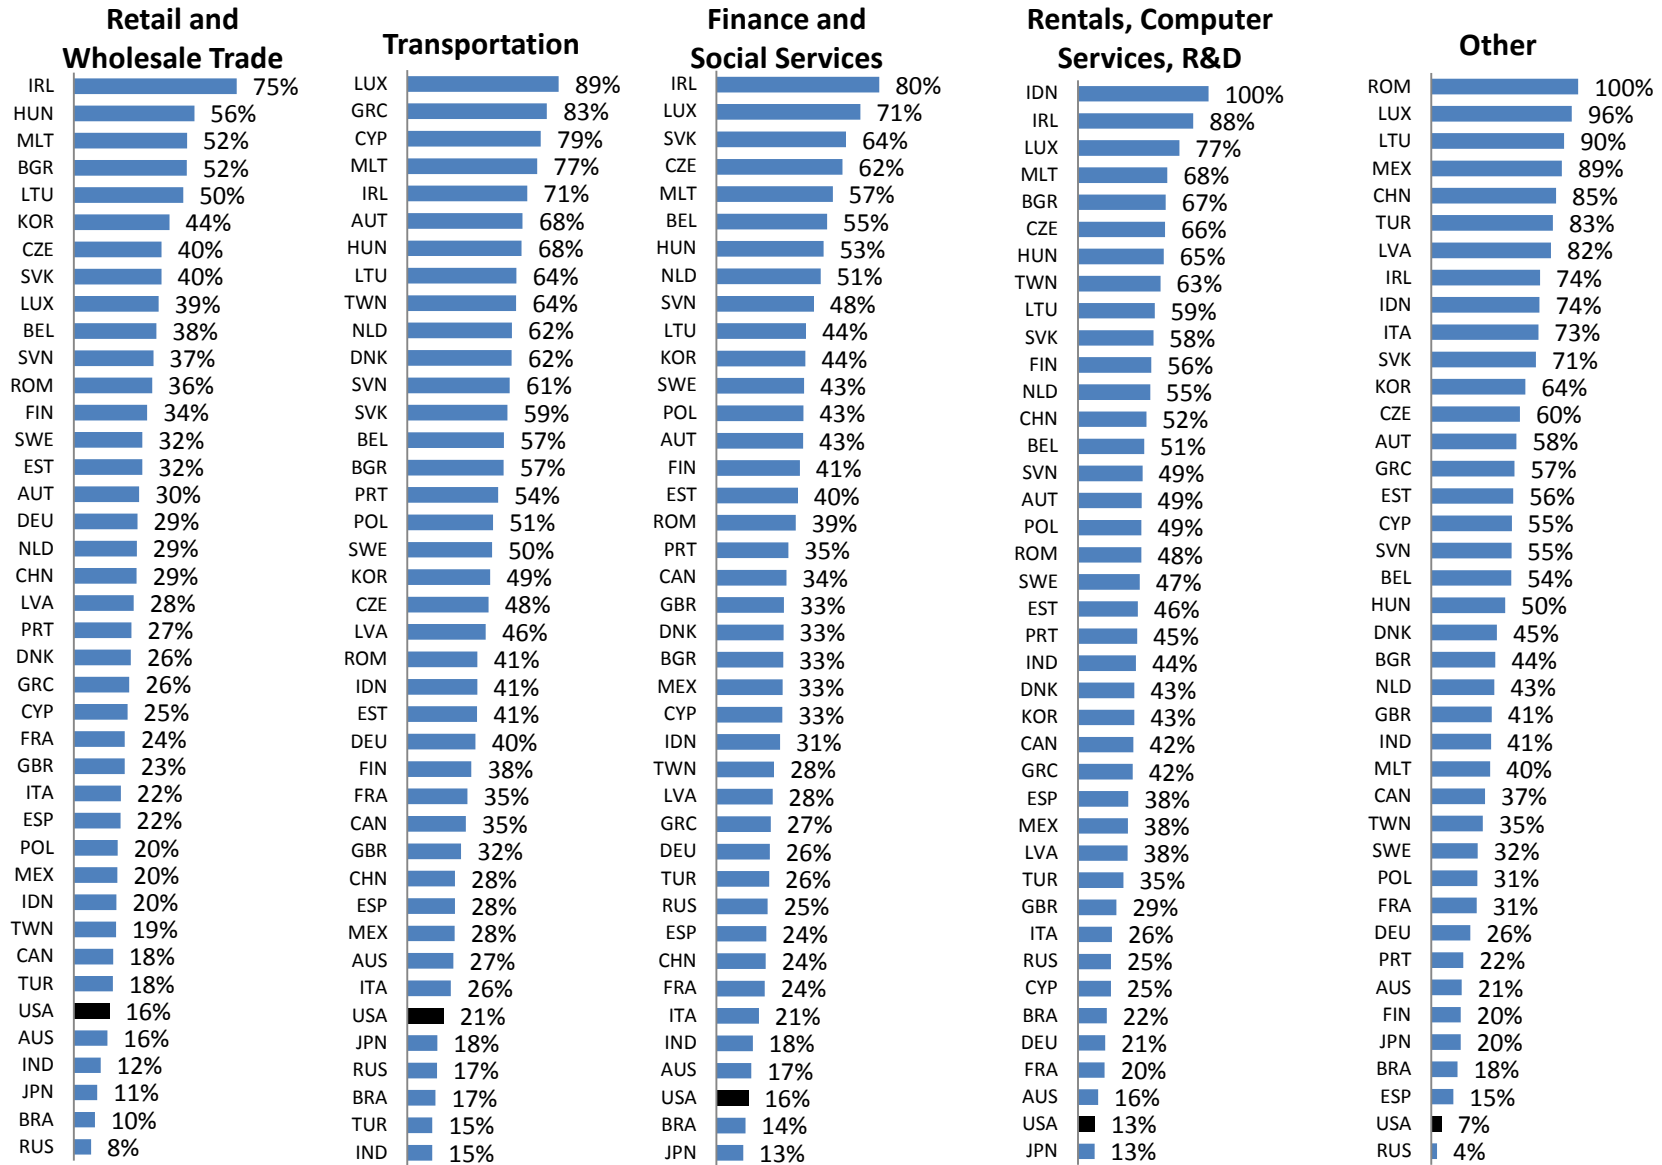 Retail and
Wholesale Trade
IRL 75%
HUN 56%
MLT 52%
BGR 52%
LTU 50%
KOR 44%
CZE 40%
SVK 40%
LUX 39%
BEL 38%
SVN 37%
ROM 36%
FIN 34%
SWE 32%
EST 32%
AUT 30%
DEU 29%
NLD 29%
CHN 29%
LVA 28%
PRT 27%
DNK 26%
GRC 26%
CYP 25%
FRA 24%
GBR 23%
ITA 22%
ESP 22%
POL 20%
MEX 20%
IDN 20%
TWN 19%
CAN 18%
TUR 18%
USA 16%
AUS 16%
IND 12%
JPN 11%
BRA 10%
RUS 8%
Transportation
LUX 89%
GRC 83%
CYP 79%
MLT 77%
IRL 71%
AUT 68%
HUN 68%
LTU 64%
TWN 64%
NLD 62%
DNK 62%
SVN 61%
SVK 59%
BEL 57%
BGR 57%
PRT 54%
POL 51%
SWE 50%
KOR 49%
CZE 48%
LVA 46%
ROM 41%
IDN 41%
EST 41%
DEU 40%
FIN 38%
FRA 35%
CAN 35%
GBR 32%
CHN 28%
ESP 28%
MEX 28%
AUS 27%
ITA 26%
USA 21%
JPN 18%
RUS 17%
BRA 17%
TUR 15%
IND 15%
Finance and
Social Services
IRL 80%
LUX 71%
SVK 64%
CZE 62%
MLT 57%
BEL 55%
HUN 53%
NLD 51%
SVN 48%
LTU 44%
KOR 44%
SWE 43%
POL 43%
AUT 43%
FIN 41%
EST 40%
ROM 39%
PRT 35%
CAN 34%
GBR 33%
DNK 33%
BGR 33%
MEX 33%
CYP 33%
IDN 31%
TWN 28%
LVA 28%
GRC 27%
DEU 26%
TUR 26%
RUS 25%
ESP 24%
CHN 24%
FRA 24%
ITA 21%
IND 18%
AUS 17%
USA 16%
BRA 14%
JPN 13%
Rentals, Computer
Services, R&D
IDN 100%
IRL 88%
LUX 77%
MLT 68%
BGR 67%
CZE 66%
HUN 65%
TWN 63%
LTU 59%
SVK 58%
FIN 56%
NLD 55%
CHN 52%
BEL 51%
SVN 49%
AUT 49%
POL 49%
ROM 48%
SWE 47%
EST 46%
PRT 45%
IND 44%
DNK 43%
KOR 43%
CAN 42%
GRC 42%
ESP 38%
MEX 38%
LVA 38%
TUR 35%
GBR 29%
ITA 26%
RUS 25%
CYP 25%
BRA 22%
DEU 21%
FRA 20%
AUS 16%
USA 13%
JPN 13%
Other
ROM 100%
LUX 96%
LTU 90%
MEX 89%
CHN 85%
TUR 83%
LVA 82%
IRL 74%
IDN 74%
ITA 73%
SVK 71%
KOR 64%
CZE 60%
AUT 58%
GRC 57%
EST 56%
CYP 55%
SVN 55%
BEL 54%
HUN 50%
DNK 45%
BGR 44%
NLD 43%
GBR 41%
IND 41%
MLT 40%
CAN 37%
TWN 35%
SWE 32%
POL 31%
FRA 31%
DEU 26%
PRT 22%
AUS 21%
FIN 20%
JPN 20%
BRA 18%
ESP 15%
USA 7%
RUS 4%